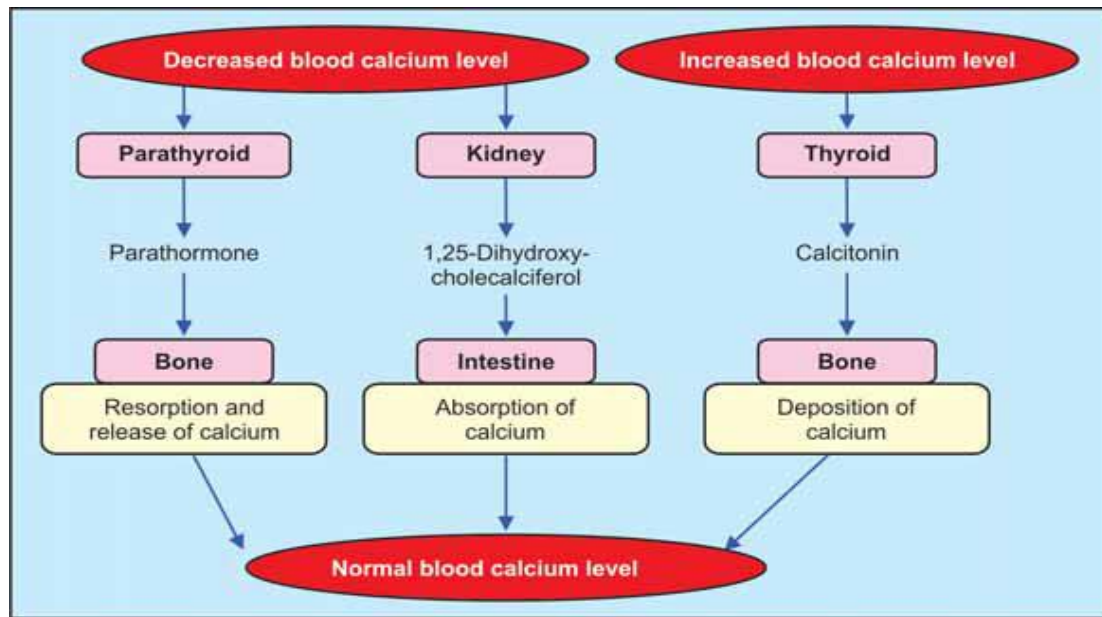 Decreased blood calcium level
Increased blood calcium level
Parathyroid
Kidney
Thyroid
Parathormone
1,25-Dihydroxy-
cholecalciferol
Calcitonin
Bone
Intestine
Bone
Resorption and
release of calcium
Absorption of
calcium
Deposition of
calcium
Normal blood calcium level